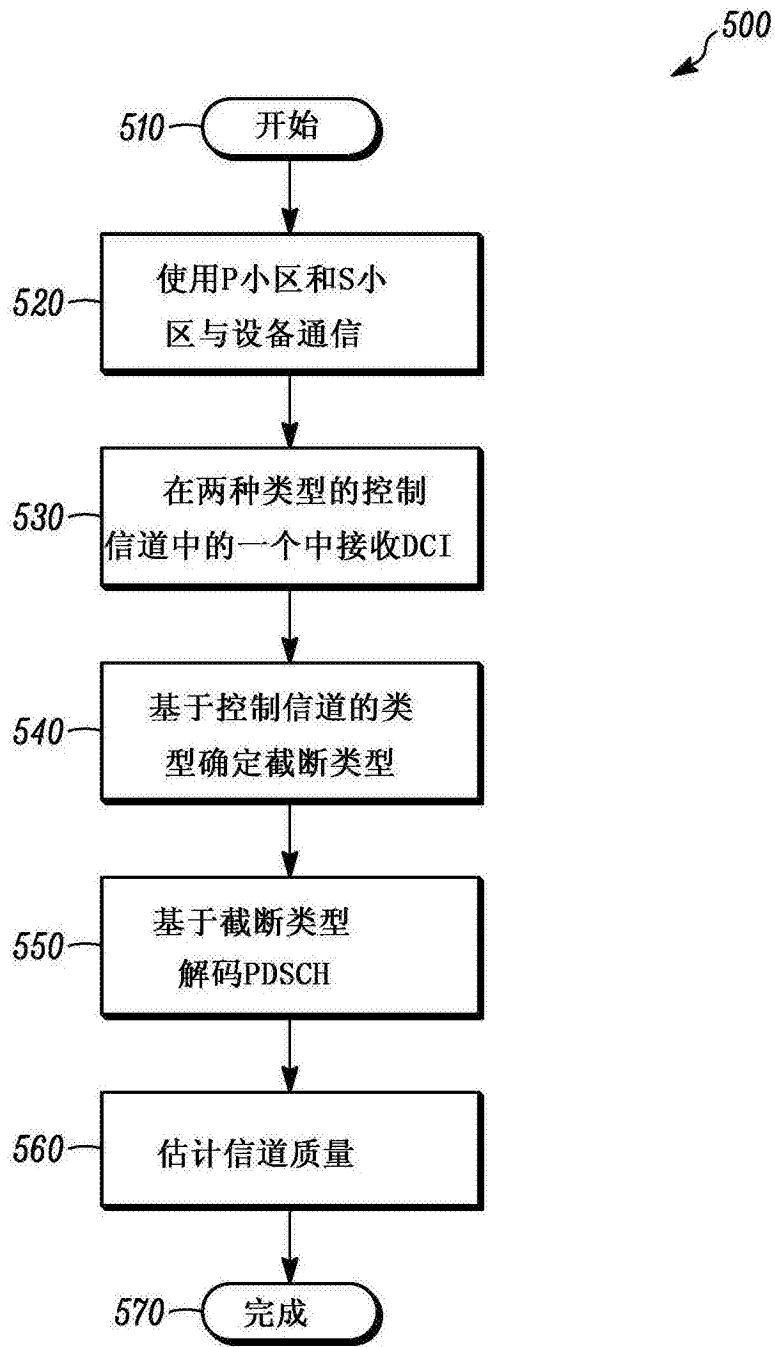 500
510
开始
520
使用P小区和S小
区与设备通信
530
在两种类型的控制
信道中的一个中接收DCI
540
基于控制信道的类
型确定截断类型
550
基于截断类型
解码PDSCH
560
估计信道质量
570
完成